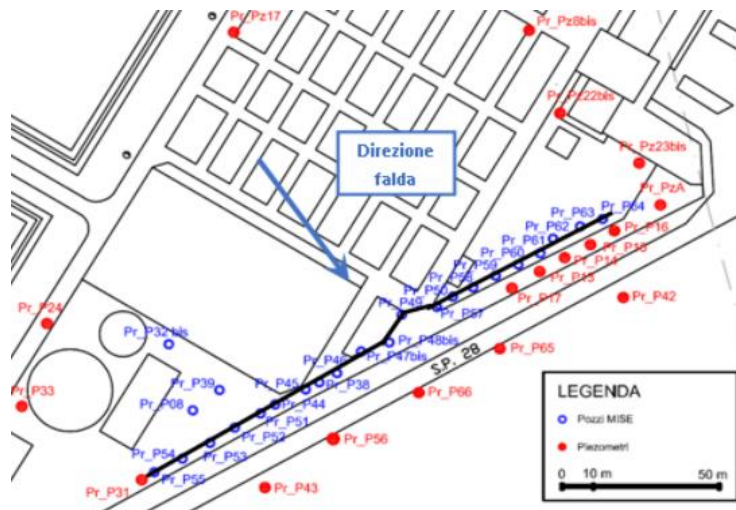 Pr_Pz17
Pr_Pz8bis
Pr_Pz22bis
Direzione
falda
Pr_Pz23bis
Pr_PzA
Pr_P64
Pr_P63
Pr_P62
Pr_P16
Pr_P61
Pr_P15
Pr_P60
Pr_P14
Pr_P59
Pr_P13
Pr_P58
Pr_P17
Pr_P42
Pr_P50
Pr_P49
Pr_P57
Pr_P24
Pr_P32 bis
Pr_P48bis
Pr_P47bis
S.P. 28
Pr_P65
Pr_P46
Pr_P38
Pr_P39
Pr_P45
Pr_P66
Pr_P33
Pr_P08
Pr_P44
Pr_P51
Pr_P52
Pr_P56
Pr_P54
Pr_P53
Pr_P55
Pr_P31
Pr_P43
LEGENDA
Pozzi MISE
Piezometri
0 10 m 50 m